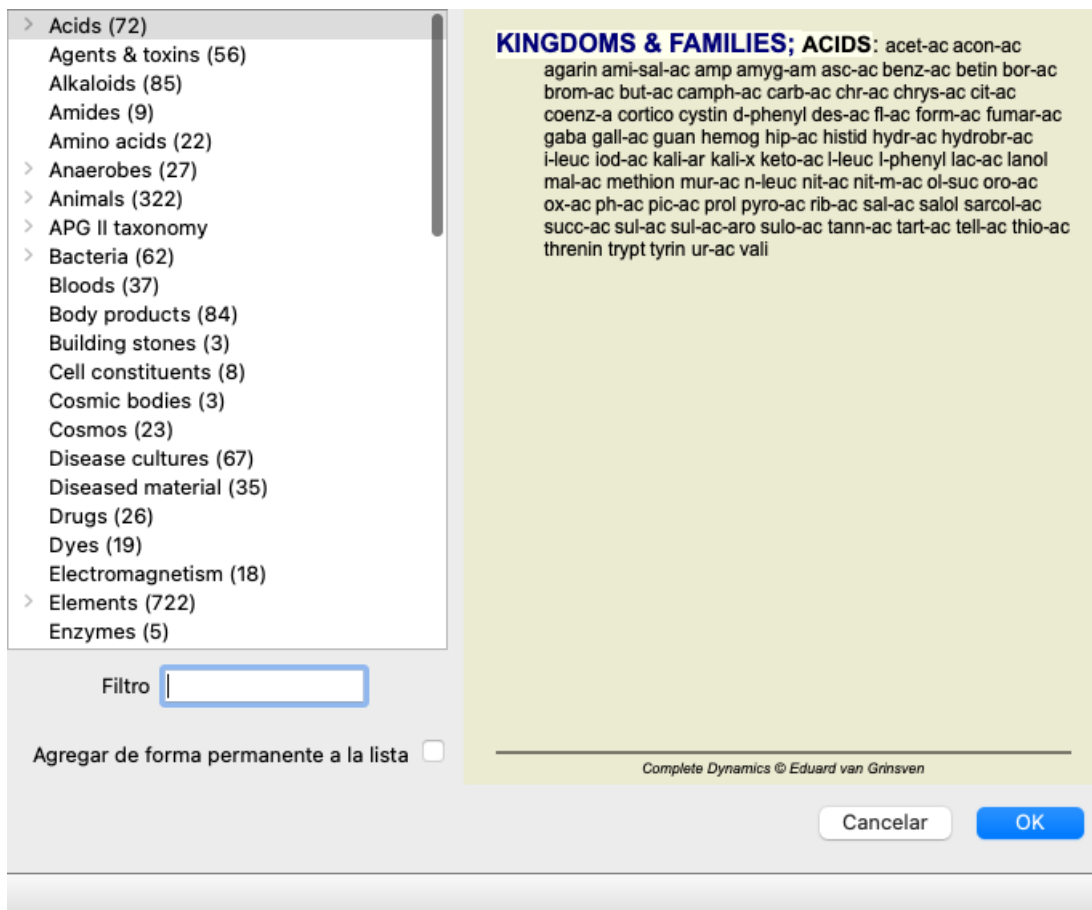 Acids (72)
Agents & toxins (56)
Alkaloids (85)
Amides (9)
Amino acids (22)
Anaerobes (27)
Animals (322)
APG II taxonomy
Bacteria (62)
Bloods (37)
Body products (84)
Building stones (3)
Cell constituents (8)
Cosmic bodies (3)
Cosmos (23)
Disease cultures (67)
Diseased material (35)
Drugs (26)
Dyes (19)
Electromagnetism (18)
Elements (722)
Enzymes (5)
Filtro
Agregar de forma permanente a la lista
KINGDOMS & FAMILIES; ACIDS: acet-ac acon-ac
agarin ami-sal-ac amp amyg-am asc-ac benz-ac betin bor-ac
brom-ac but-ac camph-ac carb-ac chr-ac chrys-ac cit-ac
coenz-a cortico cystin d-phenyl des-ac fl-ac form-ac fumar-ac
gaba gall-ac guan hemog hip-ac histid hydr-ac hydrobr-ac
i-leuc iod-ac kali-ar kali-x keto-ac l-leuc l-phenyl lac-ac lanol
mal-ac methion mur-ac n-leuc nit-ac nit-m-ac ol-suc oro-ac
ox-ac ph-ac pic-ac prol pyro-ac rib-ac sal-ac salol sarcol-ac
succ-ac sul-ac sul-ac-aro sulo-ac tann-ac tart-ac tell-ac thio-ac
threnin trypt tyrin ur-ac vali
Complete Dynamics © Eduard van Grinsven
Cancelar
OK